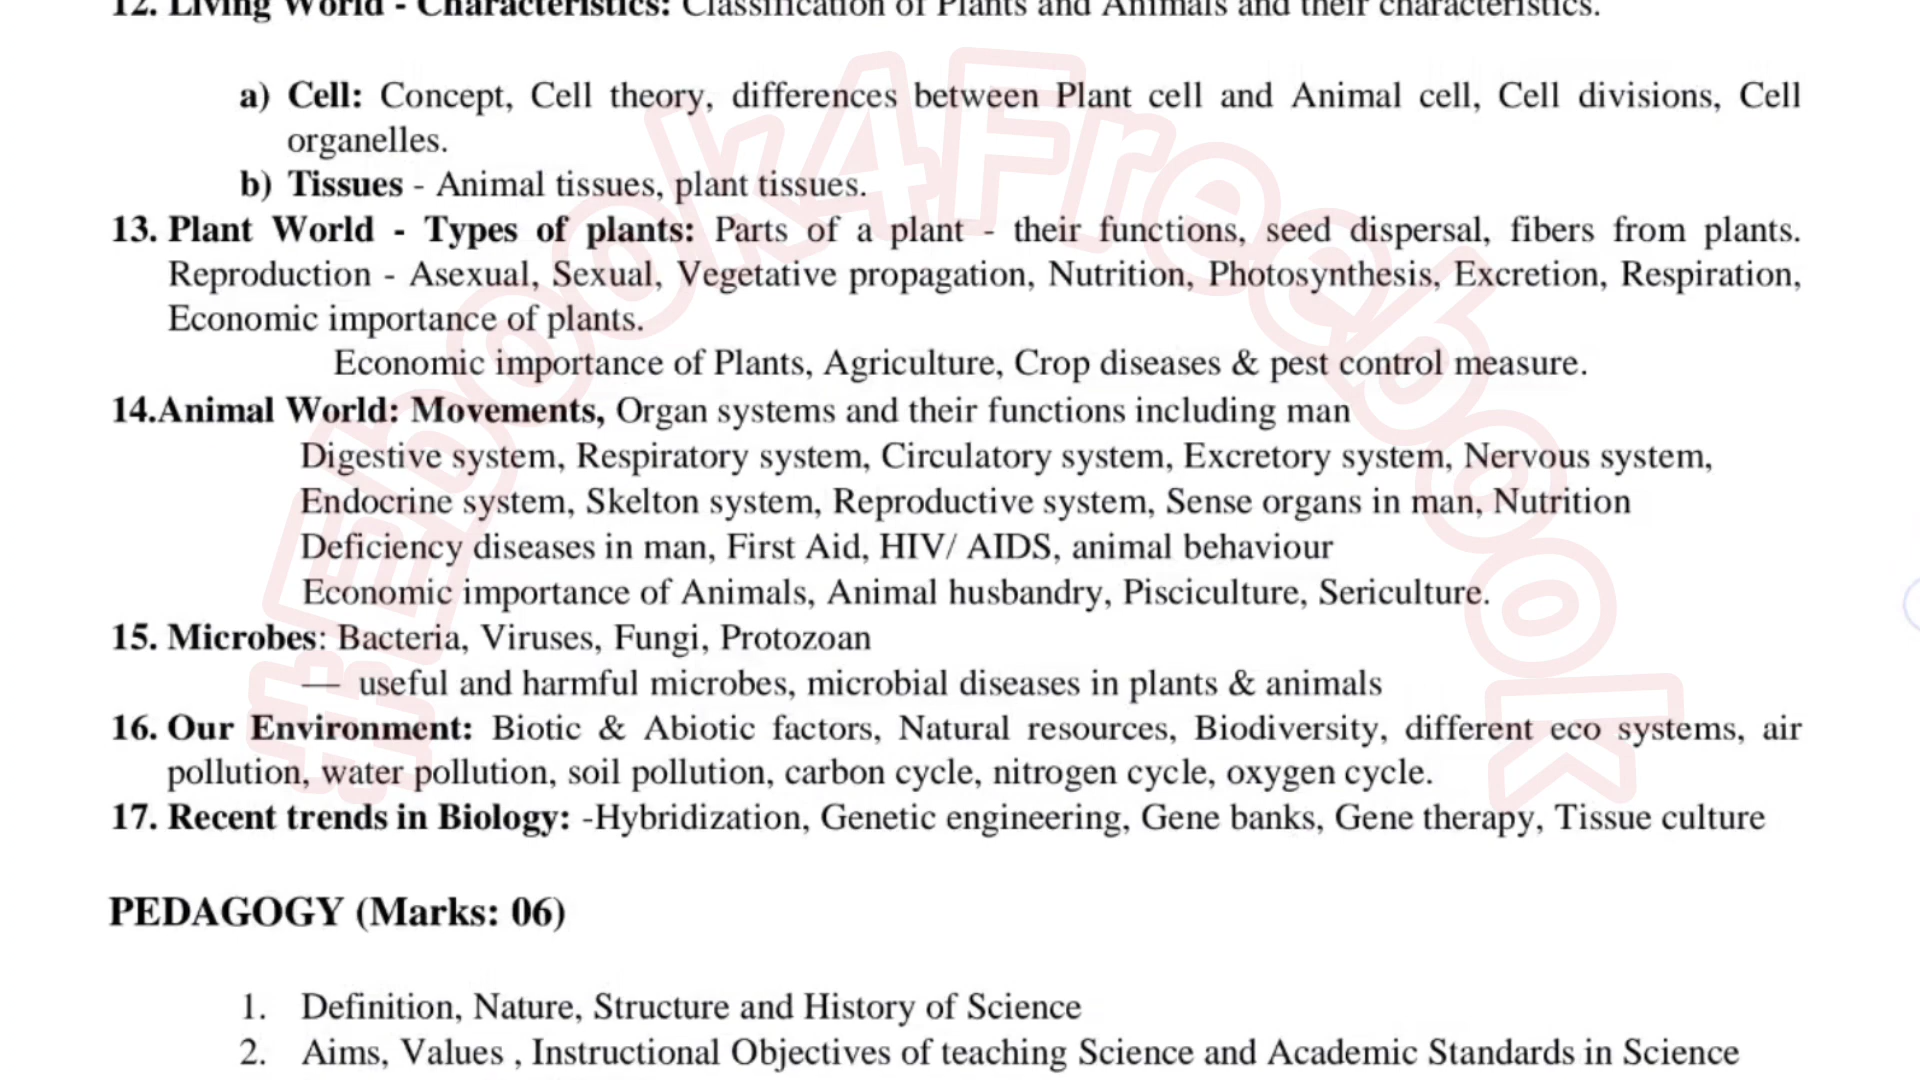 12. Living World - Characteristics: Classification of Plants and Animals and their characteristics.
a) Cell: Concept, Cell theory, differences between Plant cell and Animal cell, Cell divisions, Cell
organelles.
b) Tissues - Animal tissues, plant tissues.
13. Plant World - Types of plants: Parts of a plant - their functions, seed dispersal, fibers from plants.
Reproduction - Asexual, Sexual, Vegetative propagation, Nutrition, Photosynthesis, Excretion, Respiration,
Economic importance of plants.
Economic importance of Plants, Agriculture, Crop diseases & pest control measure.
14.Animal World: Movements, Organ systems and their functions including man
Digestive system, Respiratory system, Circulatory system, Excretory system, Nervous system,
Endocrine system, Skelton system, Reproductive system, Sense organs in man, Nutrition
Deficiency diseases in man, First Aid, HIV/ AIDS, animal behaviour
Economic importance of Animals, Animal husbandry, Pisciculture, Sericulture.
15. Microbes: Bacteria, Viruses, Fungi, Protozoan
— useful and harmful microbes, microbial diseases in plants & animals
16. Our Environment: Biotic & Abiotic factors, Natural resources, Biodiversity, different eco systems, air
pollution, water pollution, soil pollution, carbon cycle, nitrogen cycle, oxygen cycle.
17. Recent trends in Biology: -Hybridization, Genetic engineering, Gene banks, Gene therapy, Tissue culture
PEDAGOGY (Marks: 06)
1. Definition, Nature, Structure and History of Science
2. Aims, Values , Instructional Objectives of teaching Science and Academic Standards in Science
#Ebook4Freebook